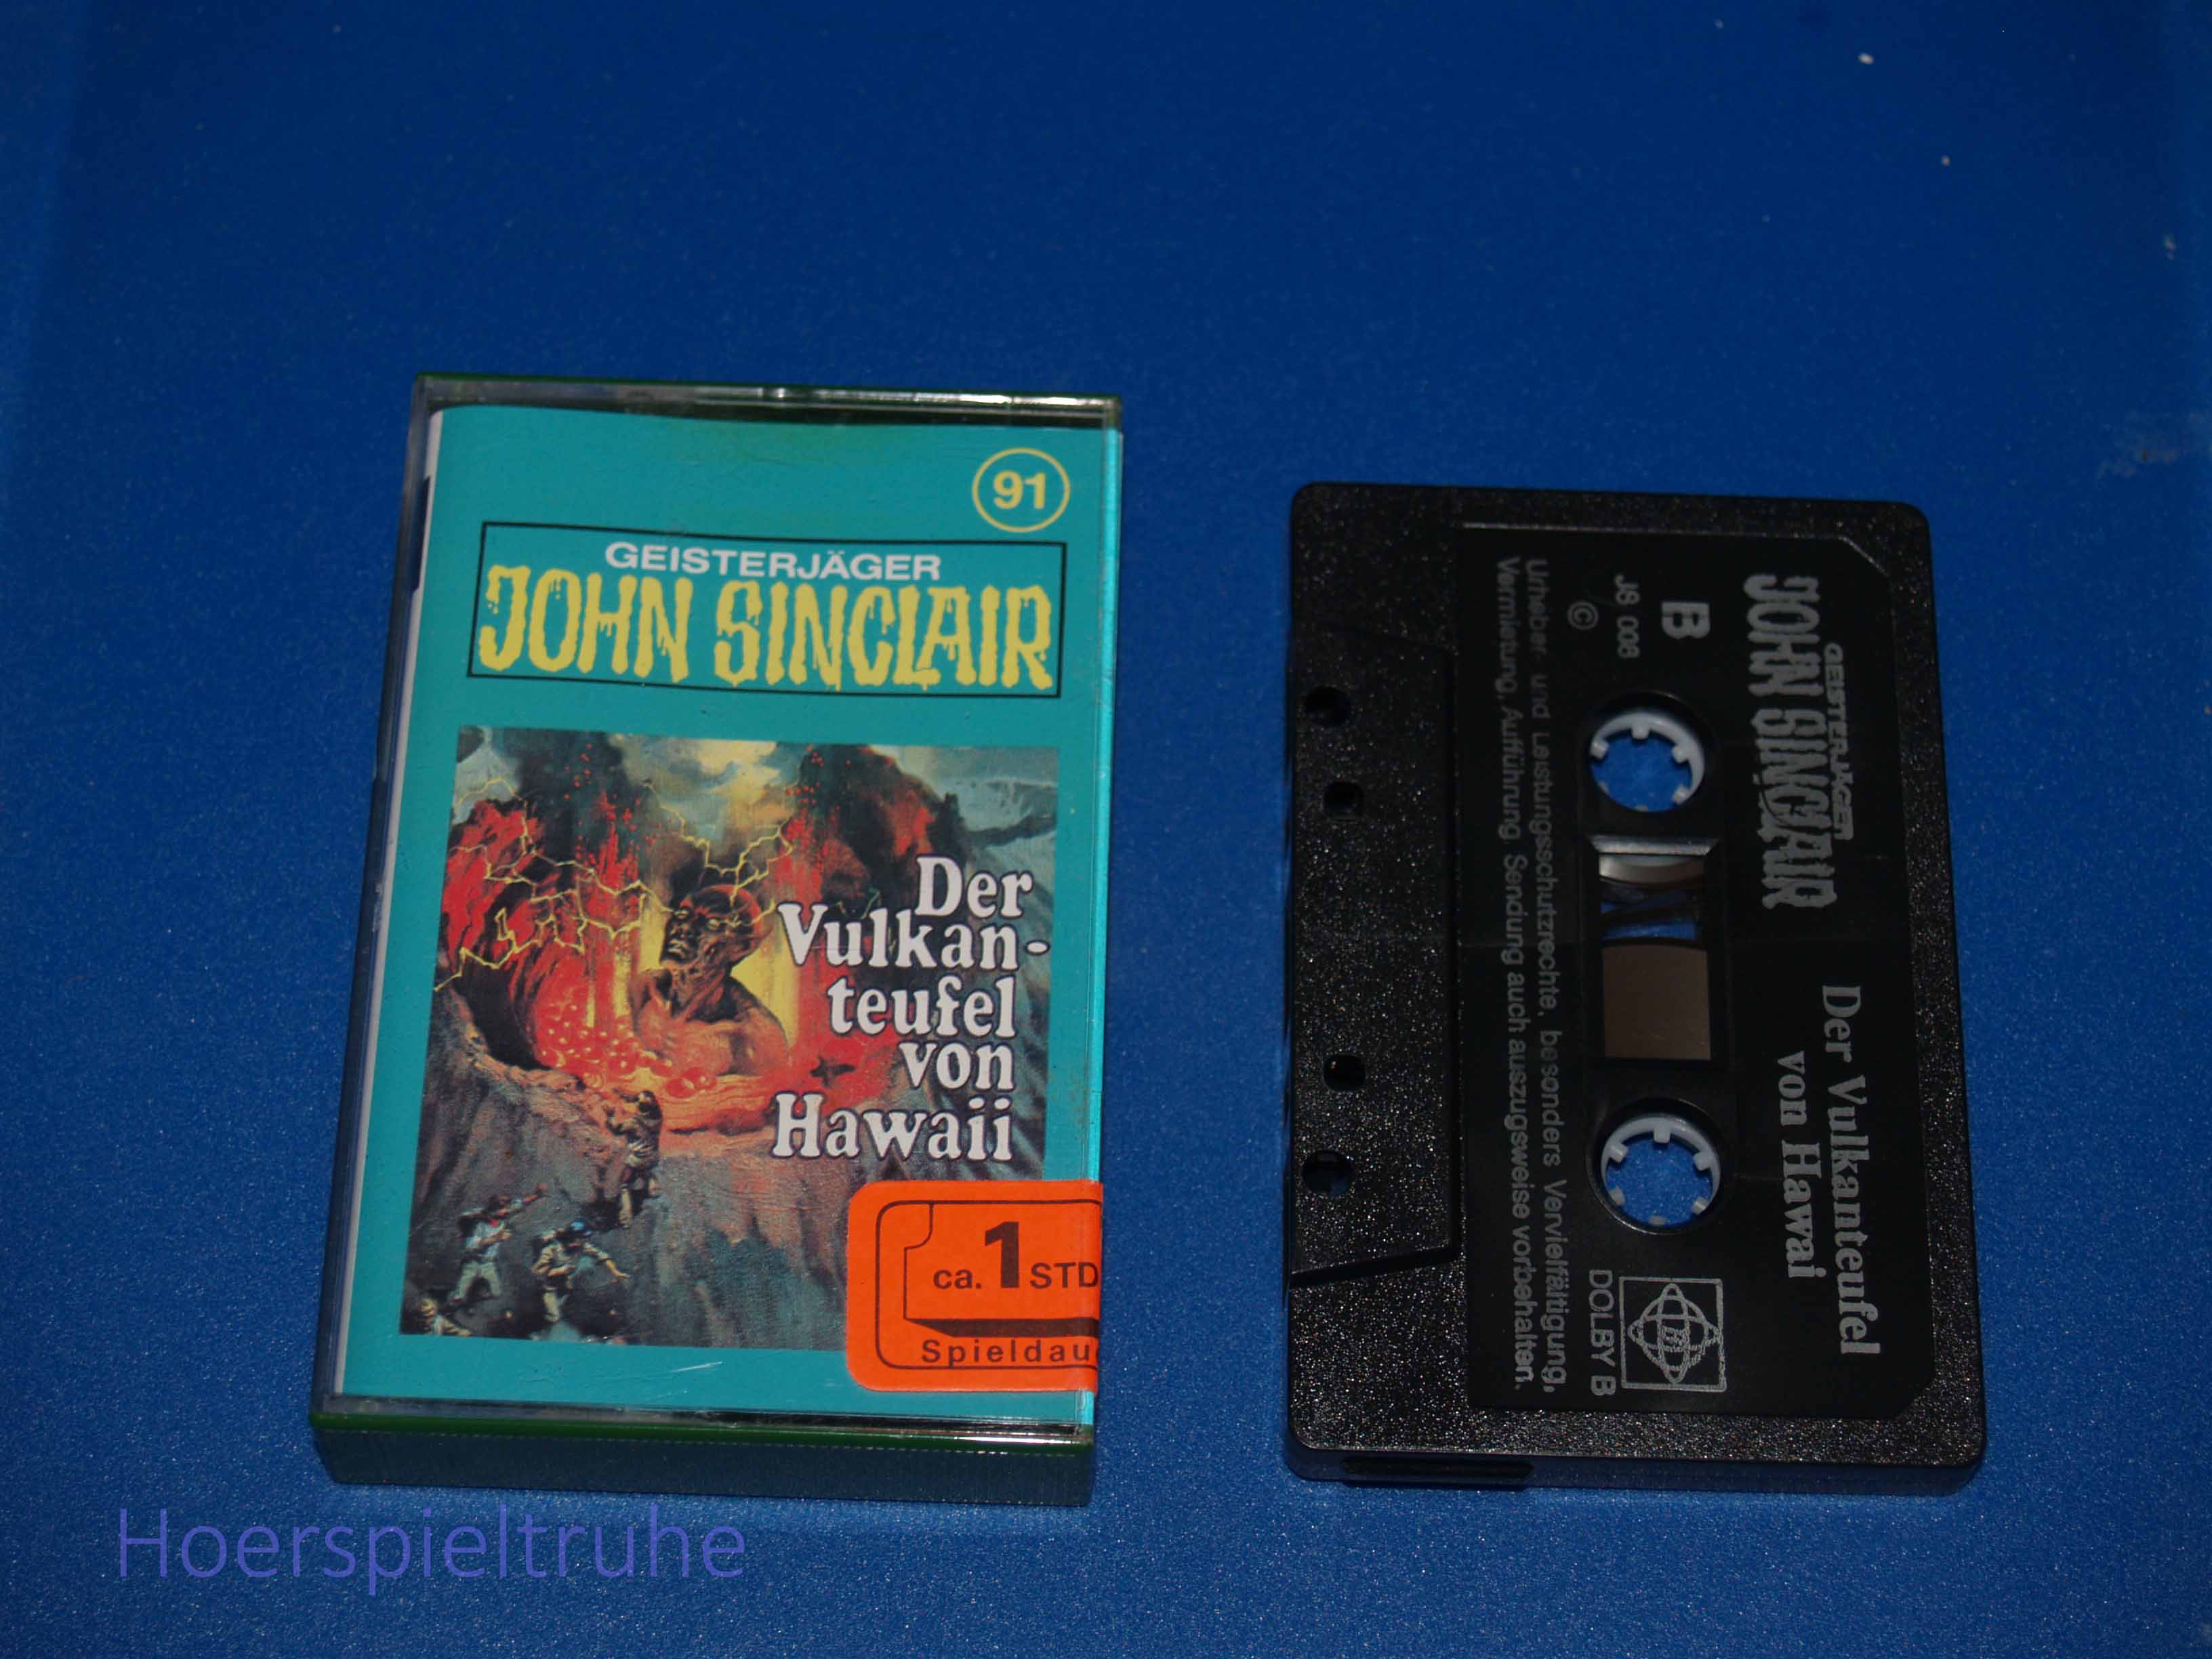 91
GEISTERJÄGER
JOHN SINCLAIR
Der
Vulkan-
teufel
von
Hawaii
ca. 1 STD
Spieldau
GEISTERJÄGER
JOHN SINCLAIR
Der Vulkanteufel
von Hawai
B
JS 008
DOLBY B
©
Urheber- und Leistungsschutzrechte, besonders Vervielfältigung,
Vermietung, Aufführung, Sendung auch auszugsweise vorbehalten.
Hoerspieltruhe